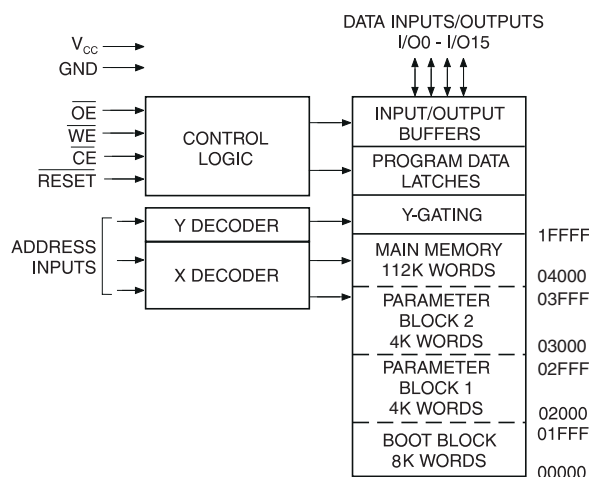 DATA INPUTS/OUTPUTS
I/O0 - I/O15
VCC
GND
OE
WE
CE
RESET
CONTROL
LOGIC
INPUT/OUTPUT
BUFFERS
PROGRAM DATA
LATCHES
ADDRESS
INPUTS
Y DECODER
X DECODER
Y-GATING
1FFFF
MAIN MEMORY
112K WORDS
04000
PARAMETER
BLOCK 2
4K WORDS
03FFF
03000
PARAMETER
BLOCK 1
4K WORDS
02FFF
02000
BOOT BLOCK
8K WORDS
01FFF
00000